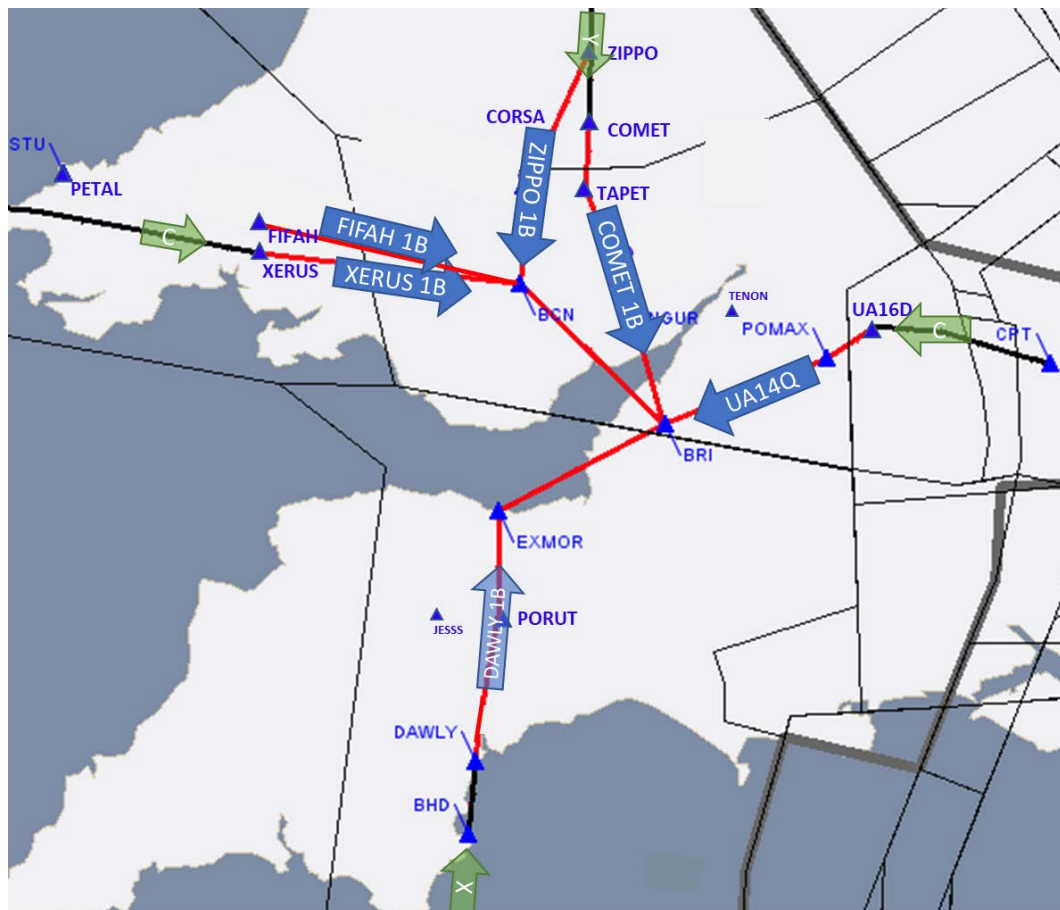 Y
ZIPPO
CORSA
COMET
ZIPPO 1B
STU
PETAL
TAPET
C
FIFAH
FIFAH 1B
COMET 1B
XERUS
XERUS 1B
BCN
TENON
UA16D
C
CPT
POMAX
UA14Q
BRI
EXMOR
DAWLY 1B
JESSS
PORUT
DAWLY
BHD
X